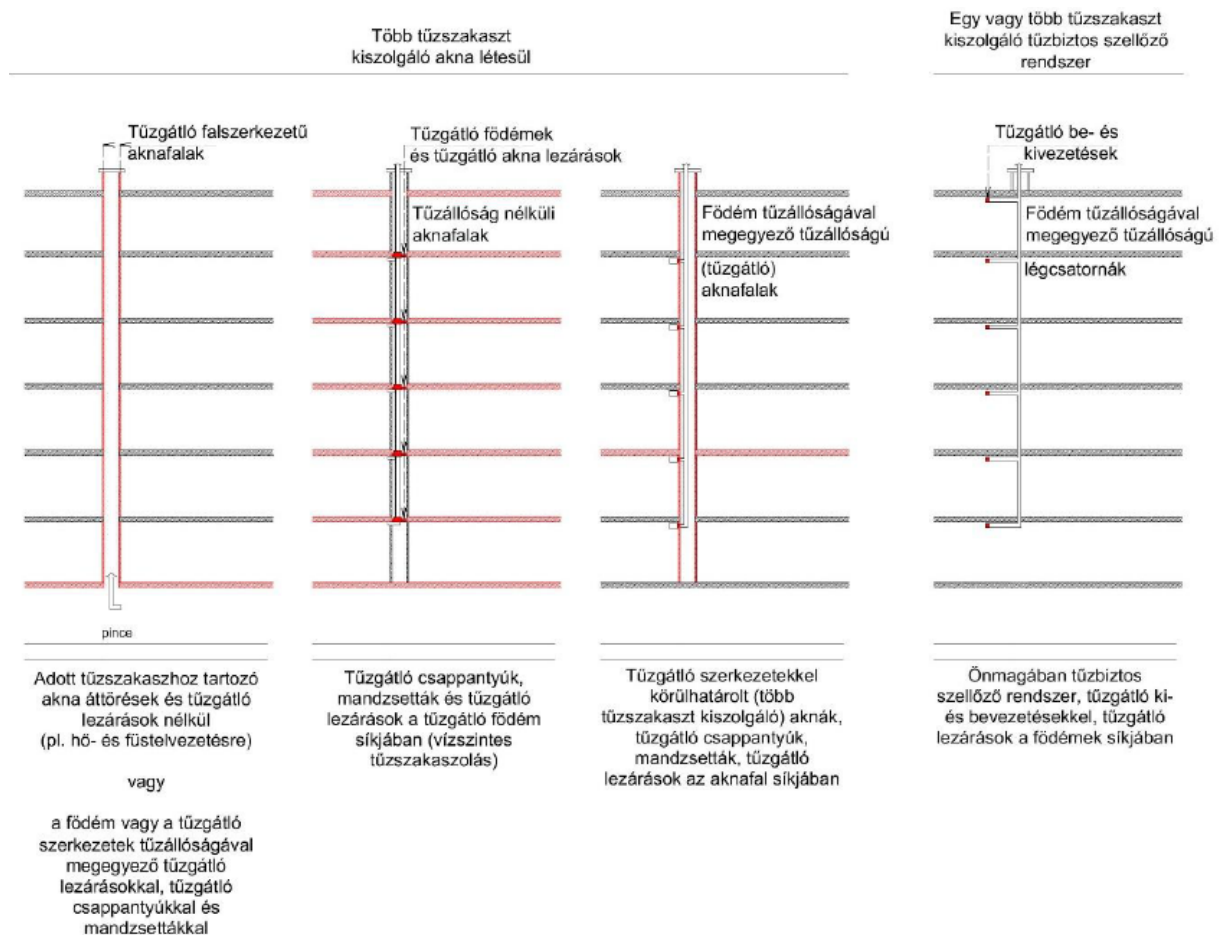 Több tűzszakaszt
kiszolgáló akna létesül
Egy vagy több tűzszakaszt
kiszolgáló tűzbiztos szellőző
rendszer
Tűzgátló falszerkezetű
aknafalak
Tűzgátló födémek
és tűzgátló akna lezárások
Tűzállóság nélküli
aknafalak
Födém tűzállóságával
megegyező tűzállóságú
(tűzgátló)
aknafalak
Tűzgátló be- és
kivezetések
Födém tűzállóságával
megegyező tűzállóságú
légcsatornák
pince
Adott tűzszakaszhoz tartozó
akna áttörések és tűzgátló
lezárások nélkül
(pl. hő- és füstelvezetésre)
vagy
a födém vagy a tűzgátló
szerkezetek tűzállóságával
megegyező tűzgátló
lezárásokkal, tűzgátló
csappantyúkkal és
mandzsettákkal
Tűzgátló csappantyúk,
mandzsetták és tűzgátló
lezárások a tűzgátló födém
síkjában (vízszintes
tűzszakaszolás)
Tűzgátló szerkezetekkel
körülhatárolt (több
tűzszakaszt kiszolgáló) aknák,
tűzgátló csappantyúk,
mandzsetták, tűzgátló
lezárások az aknafal síkjában
Önmagában tűzbiztos
szellőző rendszer, tűzgátló ki-
és bevezetésekkel, tűzgátló
lezárások a födémek síkjában